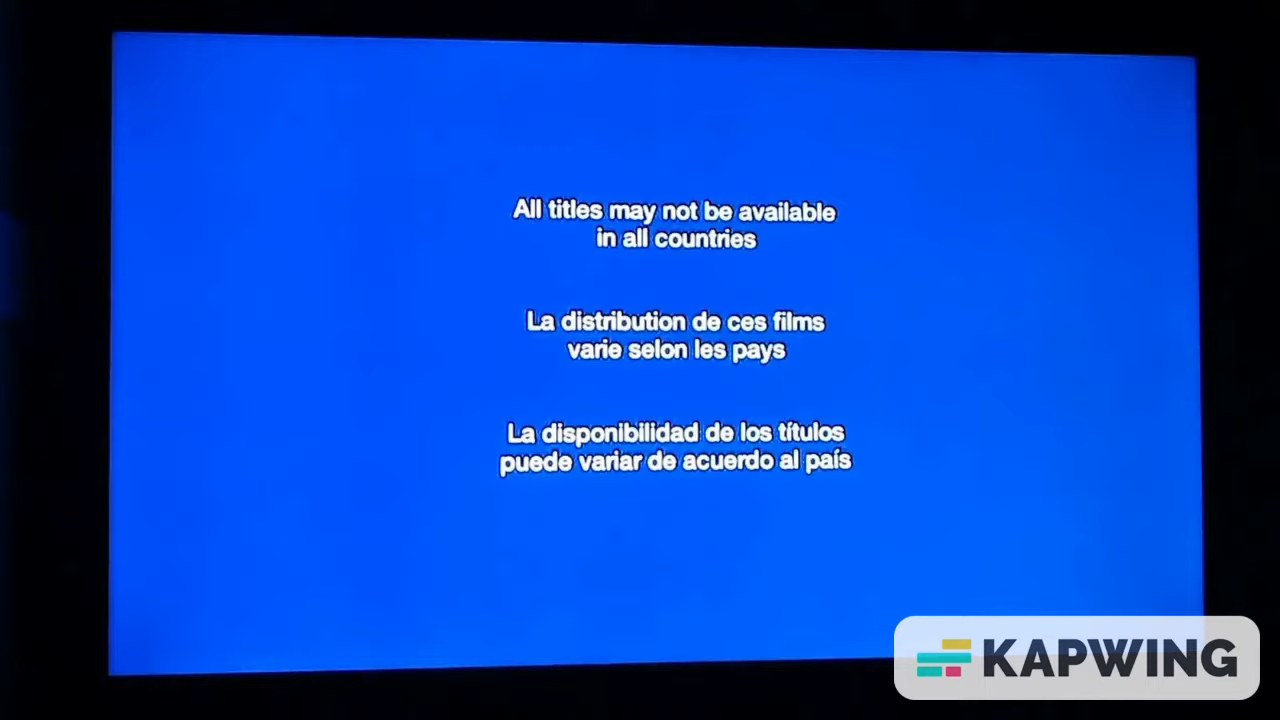 All titles may not be available
in all countries
La distribution de ces films
varie selon les pays
La disponibilidad de los títulos
puede variar de acuerdo al país
KAPWING